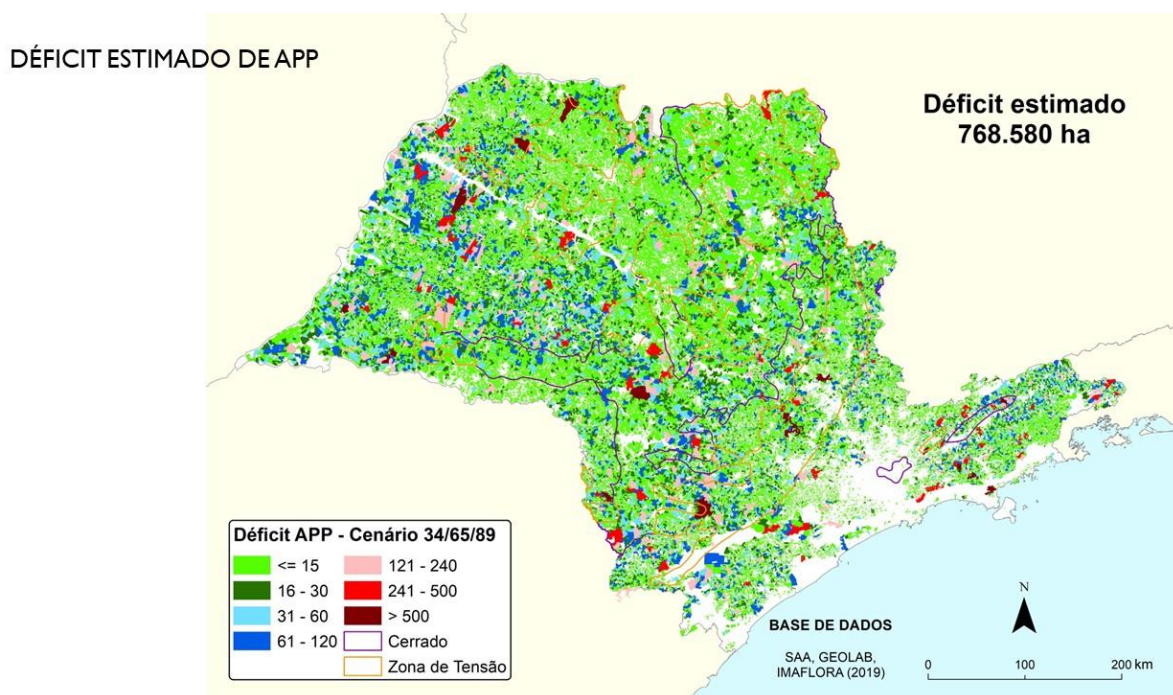 DÉFICIT ESTIMADO DE APP
Déficit estimado
768.580 ha
Déficit APP - Cenário 34/65/89
<= 15
16 - 30
31 - 60
61 - 120
121 - 240
241 - 500
> 500
Cerrado
Zona de Tensão
BASE DE DADOS
SAA, GEOLAB,
IMAFLORA (2019)
N
0 100 200 km